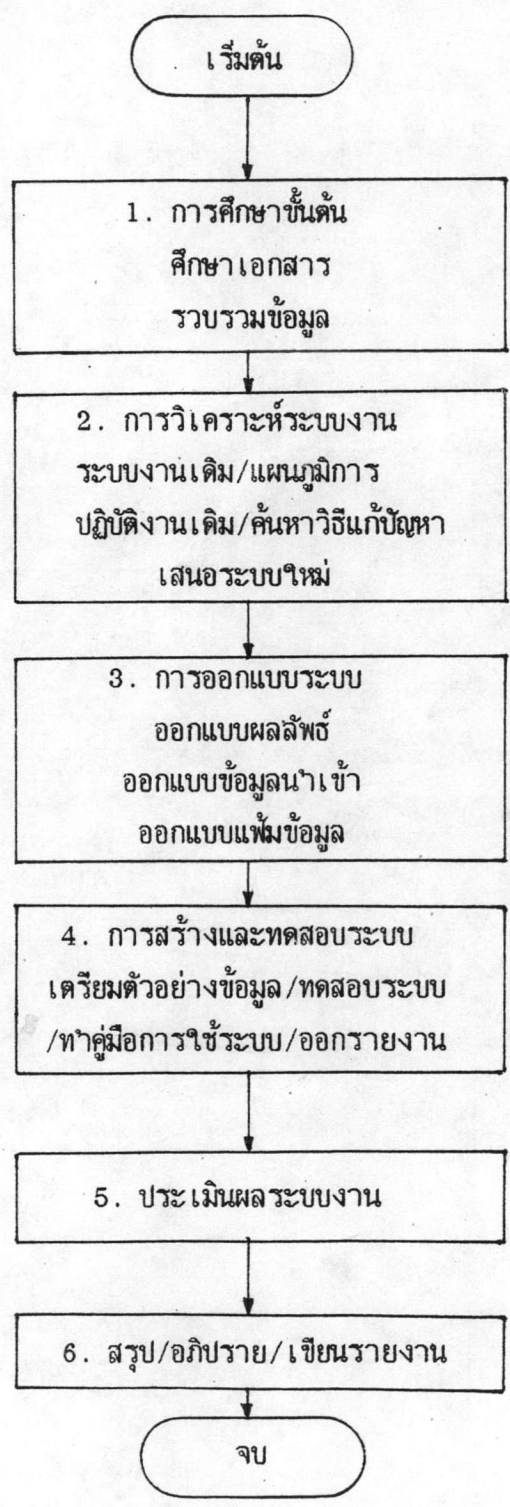 เริ่มต้น
1. การศึกษาขั้นต้น
ศึกษาเอกสาร
รวบรวมข้อมูล
2. การวิเคราะห์ระบบงาน
ระบบงานเดิม/แผนภูมิการ
ปฏิบัติงานเดิม/ค้นหาวิธีแก้ปัญหา
เสนอระบบใหม่
3. การออกแบบระบบ
ออกแบบผลลัพธ์
ออกแบบข้อมูลนำเข้า
ออกแบบแฟ้มข้อมูล
4. การสร้างและทดสอบระบบ
เตรียมตัวอย่างข้อมูล/ทดสอบระบบ
/ทำคู่มือการใช้ระบบ/ออกรายงาน
5. ประเมินผลระบบงาน
6. สรุป/อภิปราย/เขียนรายงาน
จบ